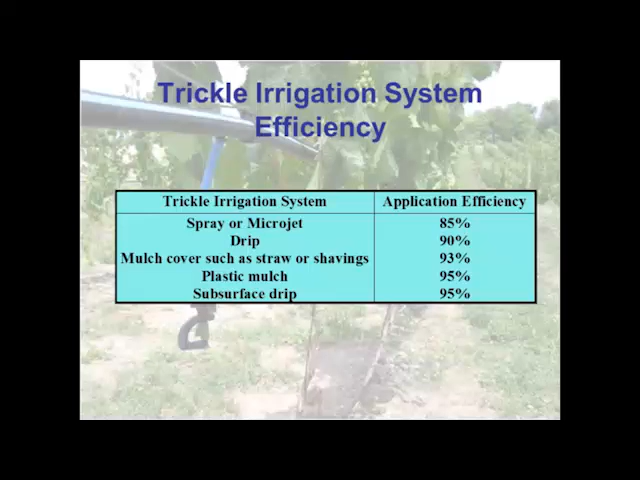 Trickle Irrigation System
Efficiency
Trickle Irrigation System Application Efficiency
Spray or Microjet 85%
Drip 90%
Mulch cover such as straw or shavings 93%
Plastic mulch 95%
Subsurface drip 95%